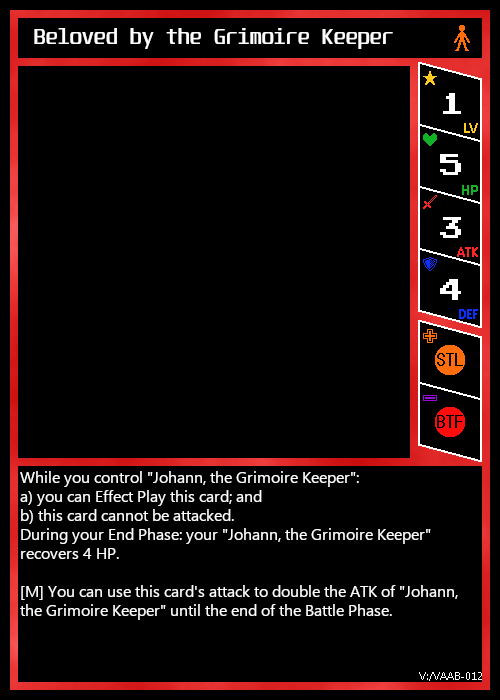 Beloved by the Grimoire Keeper
1
LV
5
HP
3
ATK
4
DEF
STL
BTF
While you control "Johann, the Grimoire Keeper":
a) you can Effect Play this card; and
b) this card cannot be attacked.
During your End Phase: your "Johann, the Grimoire Keeper"
recovers 4 HP.
[M] You can use this card's attack to double the ATK of "Johann,
the Grimoire Keeper" until the end of the Battle Phase.
V:/VAAB-012